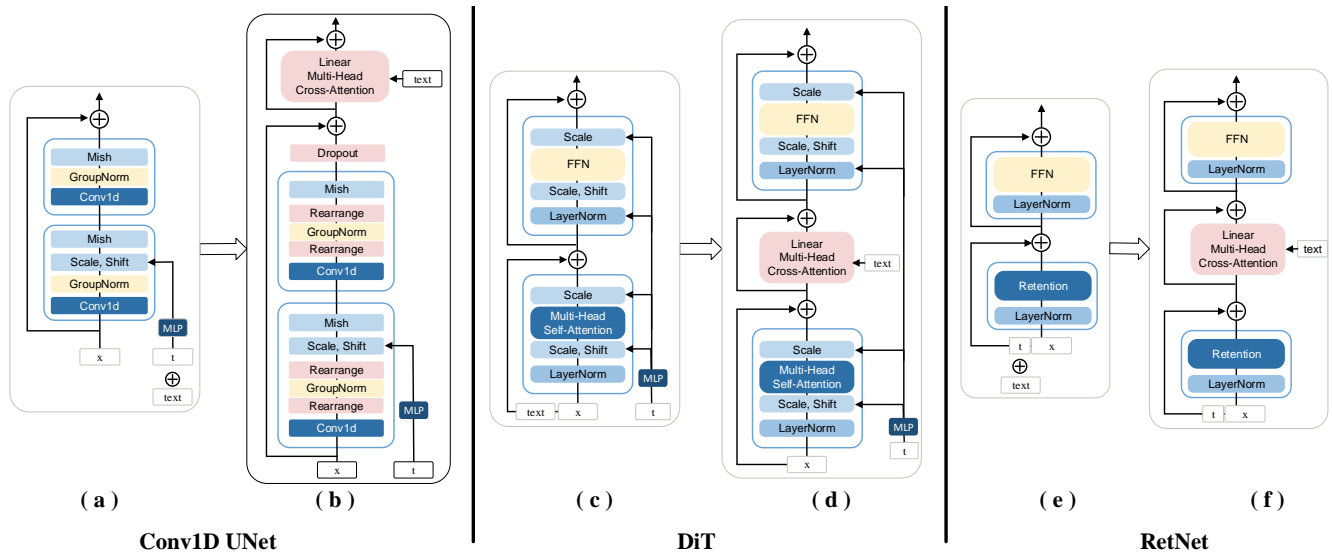 Mish
GroupNorm
Conv1d
Mish
Scale, Shift
GroupNorm
Conv1d
MLP
x
t
text
( a )
Linear
Multi-Head
Cross-Attention
text
Dropout
Mish
Rearrange
GroupNorm
Rearrange
Conv1d
Mish
Scale, Shift
Rearrange
GroupNorm
Rearrange
Conv1d
MLP
x
t
( b )
Conv1D UNet
Scale
FFN
Scale, Shift
LayerNorm
Scale
Multi-Head
Self-Attention
Scale, Shift
LayerNorm
MLP
text
x
t
( c )
Scale
FFN
Scale, Shift
LayerNorm
Linear
Multi-Head
Cross-Attention
text
Scale
Multi-Head
Self-Attention
Scale, Shift
LayerNorm
MLP
x
t
( d )
DiT
FFN
LayerNorm
Retention
LayerNorm
t
x
text
( e )
FFN
LayerNorm
Linear
Multi-Head
Cross-Attention
text
Retention
LayerNorm
t
x
( f )
RetNet